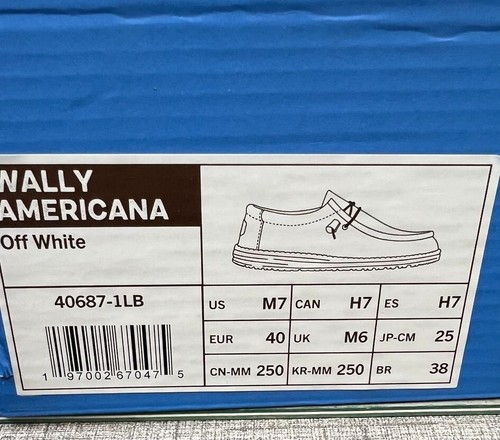 WALLY
AMERICANA
Off White
40687-1LB
1 97002 67047 5
US M7 CAN H7 ES H7
EUR 40 UK M6 JP-CM 25
CN-MM 250 KR-MM 250 BR 38